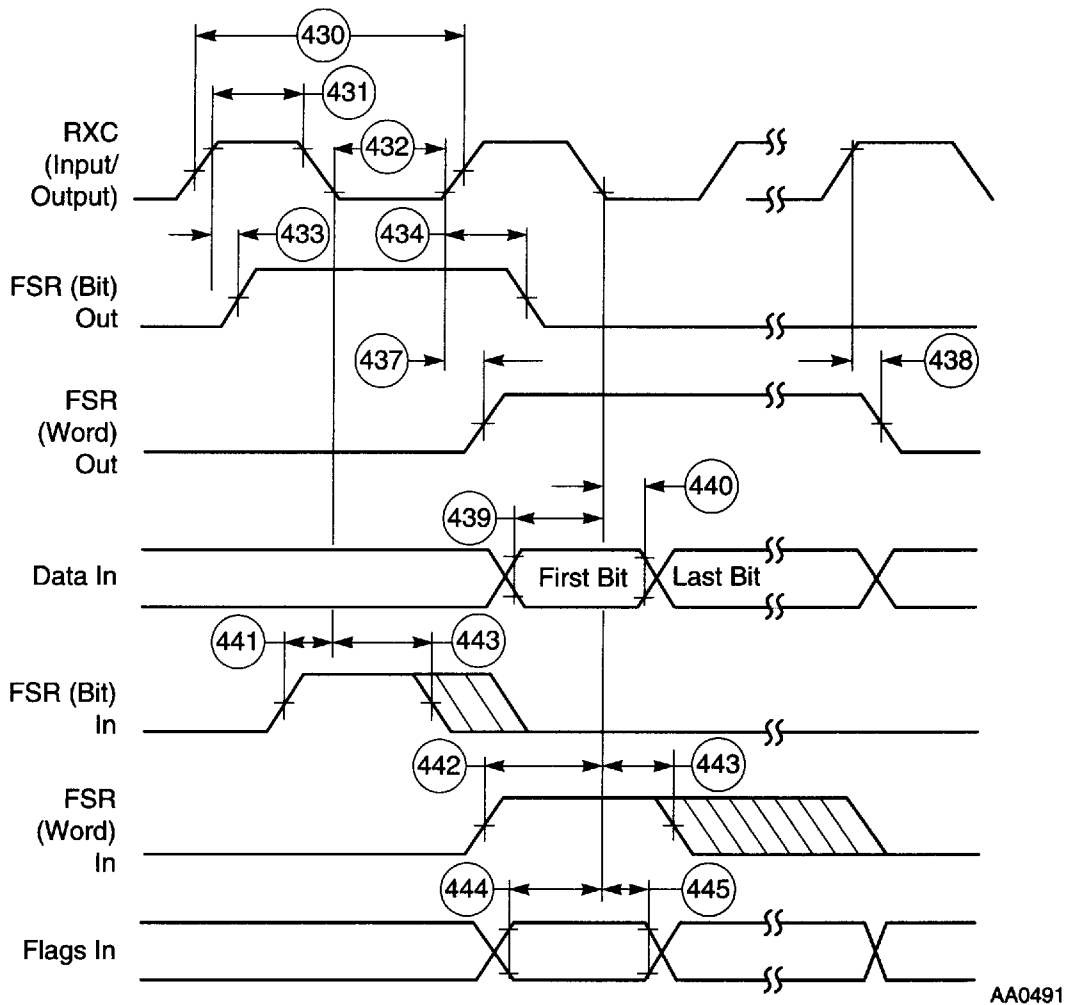 430
431
RXC
(Input/
Output)
432
433
434
FSR (Bit)
Out
437
438
FSR
(Word)
Out
439
440
Data In
First Bit
Last Bit
441
443
FSR (Bit)
In
442
443
FSR
(Word)
In
444
445
Flags In
AA0491